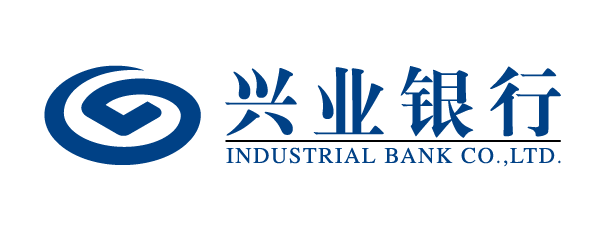 兴业银行
INDUSTRIAL BANK CO.,LTD.